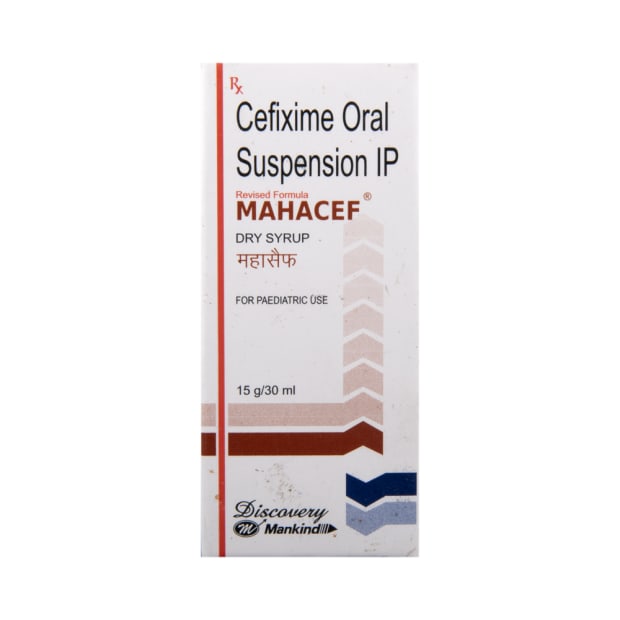 Rx
Cefixime Oral
Suspension IP
Revised Formula
MAHACEF®
DRY SYRUP
महासैफ
FOR PAEDIATRIC USE
15 g/30 ml
Discovery
M Mankind